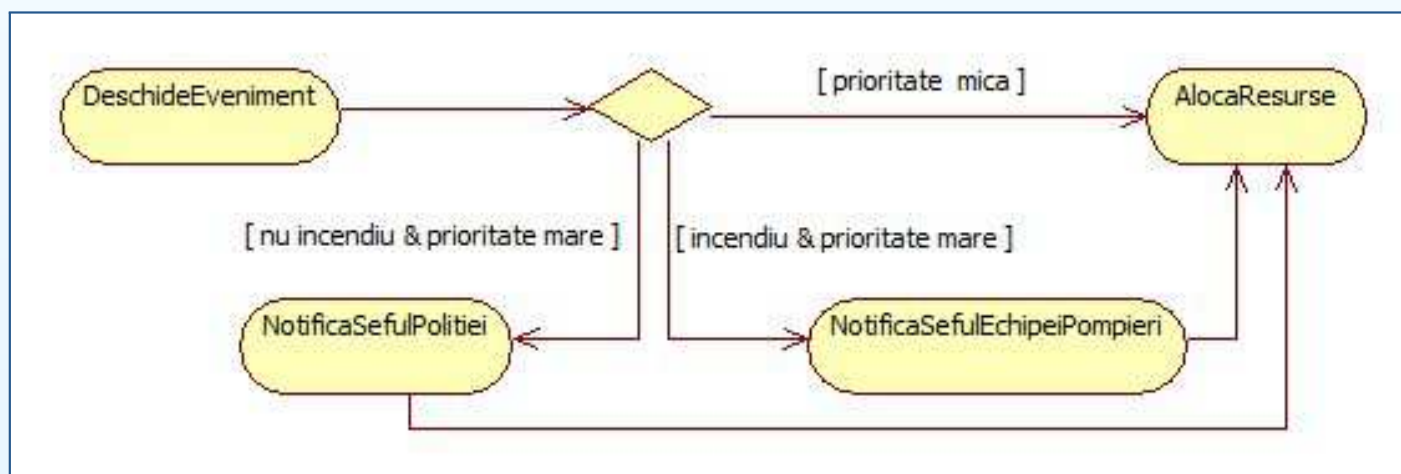 DeschideEveniment
[ prioritate mica ]
AlocaResurse
[ nu incendiu & prioritate mare ]
[ incendiu & prioritate mare ]
NotificaSefulPolitiei
NotificaSefulEchipeiPompieri